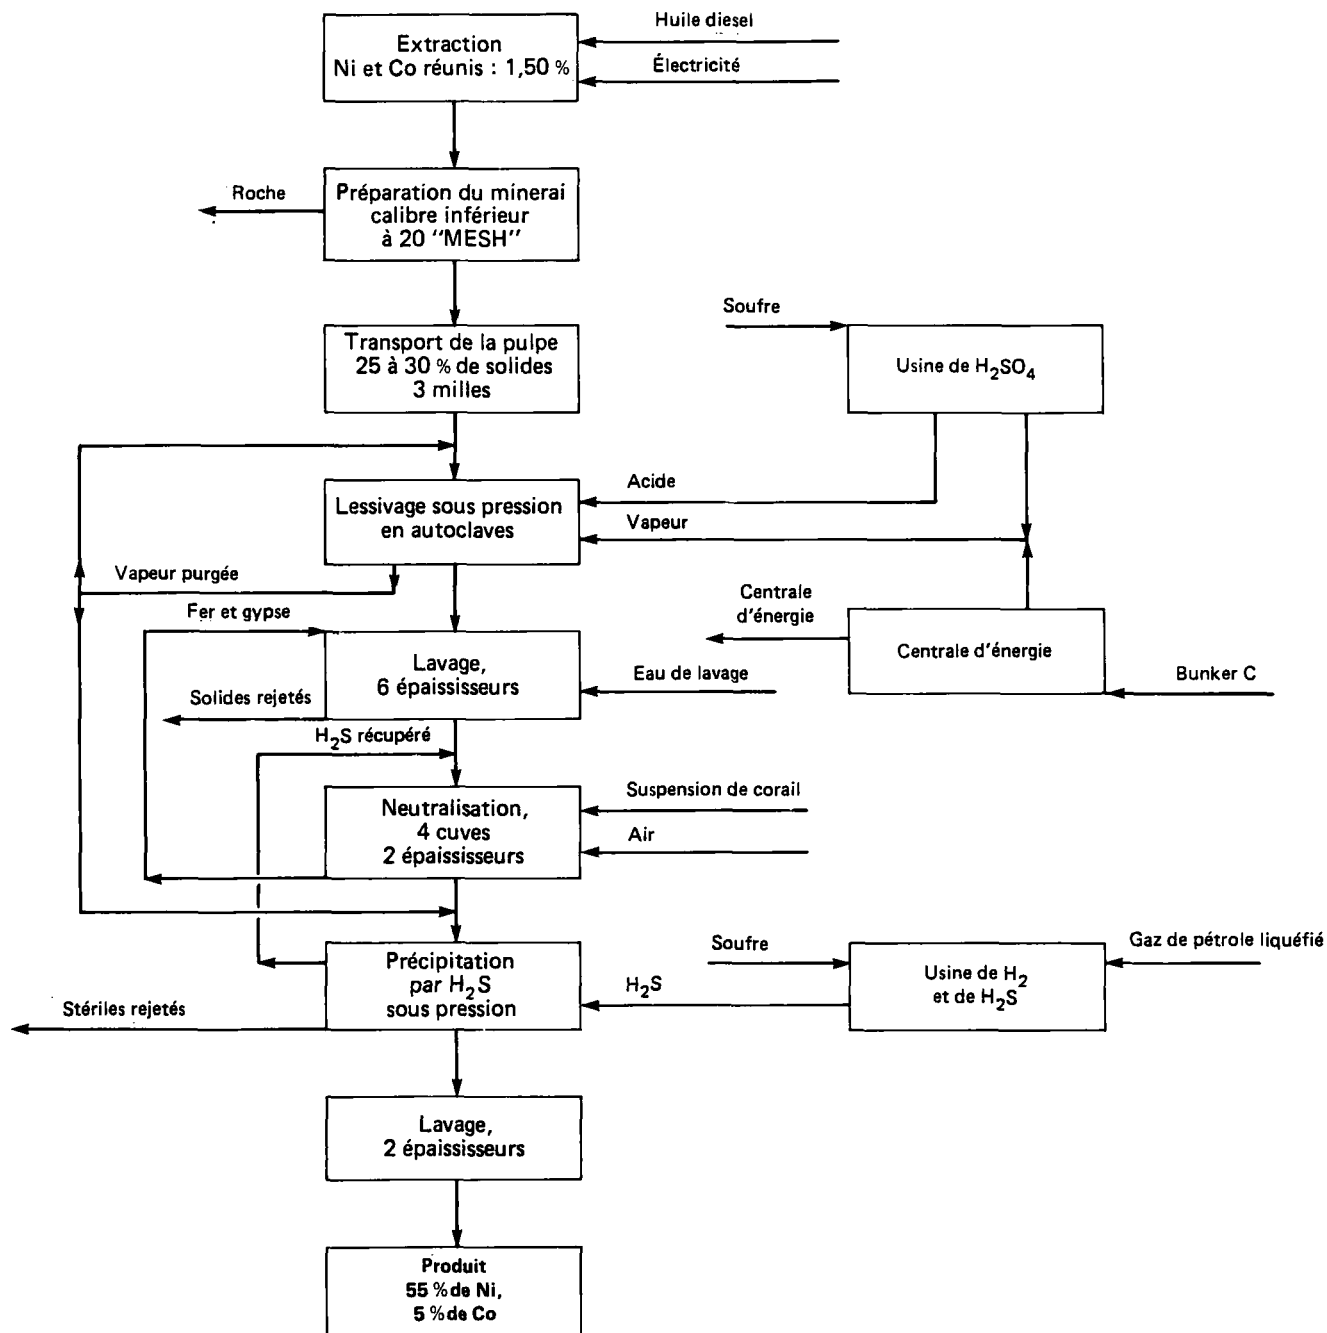 Huile diesel
Extraction
Ni et Co réunis : 1,50 %
Électricité
Roche
Préparation du minerai
calibre inférieur
à 20 "MESH"
Soufre
Transport de la pulpe
25 à 30 % de solides
3 milles
Usine de H₂SO₄
Acide
Lessivage sous pression
en autoclaves
Vapeur
Vapeur purgée
Fer et gypse
Centrale
d'énergie
Centrale d'énergie
Lavage,
6 épaississeurs
Eau de lavage
Bunker C
Solides rejetés
H₂S récupéré
Suspension de corail
Neutralisation,
4 cuves
2 épaississeurs
Air
Soufre
Gaz de pétrole liquéfié
Précipitation
par H₂S
sous pression
H₂S
Usine de H₂
et de H₂S
Stériles rejetés
Lavage,
2 épaississeurs
Produit
55 % de Ni,
5 % de Co